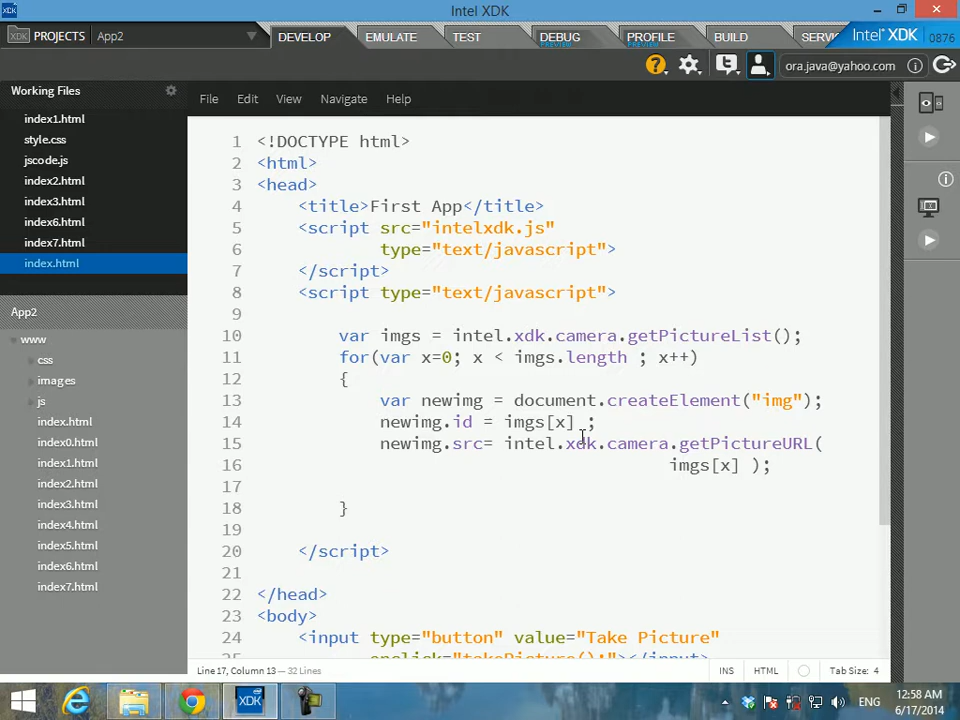 XDK Intel XDK
XDK PROJECTS App2 DEVELOP EMULATE TEST DEBUG PREVIEW PROFILE PREVIEW BUILD Intel® XDK 0876
ora.java@yahoo.com
Working Files
File Edit View Navigate Help
index1.html
style.css
jscode.js
index2.html
index3.html
index6.html
index7.html
index.html
App2
www
css
images
js
index.html
index0.html
index1.html
index2.html
index3.html
index4.html
index5.html
index6.html
index7.html
1 <!DOCTYPE html>
2 <html>
3 <head>
4 <title>First App</title>
5 <script src="intelxdk.js"
6 type="text/javascript">
7 </script>
8 <script type="text/javascript">
9
10 var imgs = intel.xdk.camera.getPictureList();
11 for(var x=0; x < imgs.length ; x++)
12 {
13 var newimg = document.createElement("img");
14 newimg.id = imgs[x] ;
15 newimg.src= intel.xdk.camera.getPictureURL(
16 imgs[x] );
17
18 }
19
20 </script>
21
22 </head>
23 <body>
24 <input type="button" value="Take Picture"
25 onclick="takePicture();"></input>
Line 17, Column 13 — 32 Lines INS HTML Tab Size: 4
XDK ENG 12:58 AM
6/17/2014